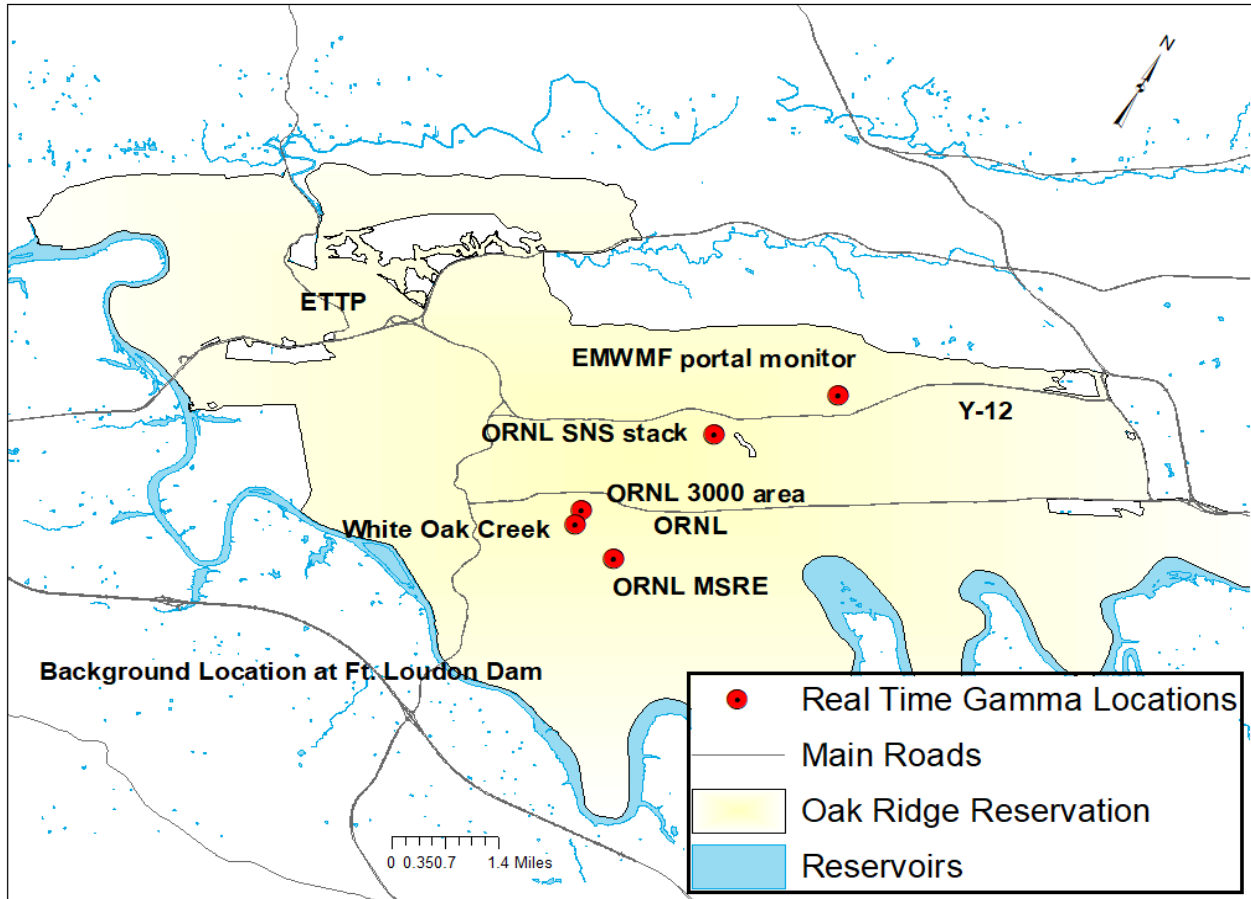 N
ETTP
EMWMF portal monitor
Y-12
ORNL SNS stack
ORNL 3000 area
White Oak Creek
ORNL
ORNL MSRE
Background Location at Ft. Loudon Dam
Real Time Gamma Locations
Main Roads
Oak Ridge Reservation
Reservoirs
0 0.350.7 1.4 Miles